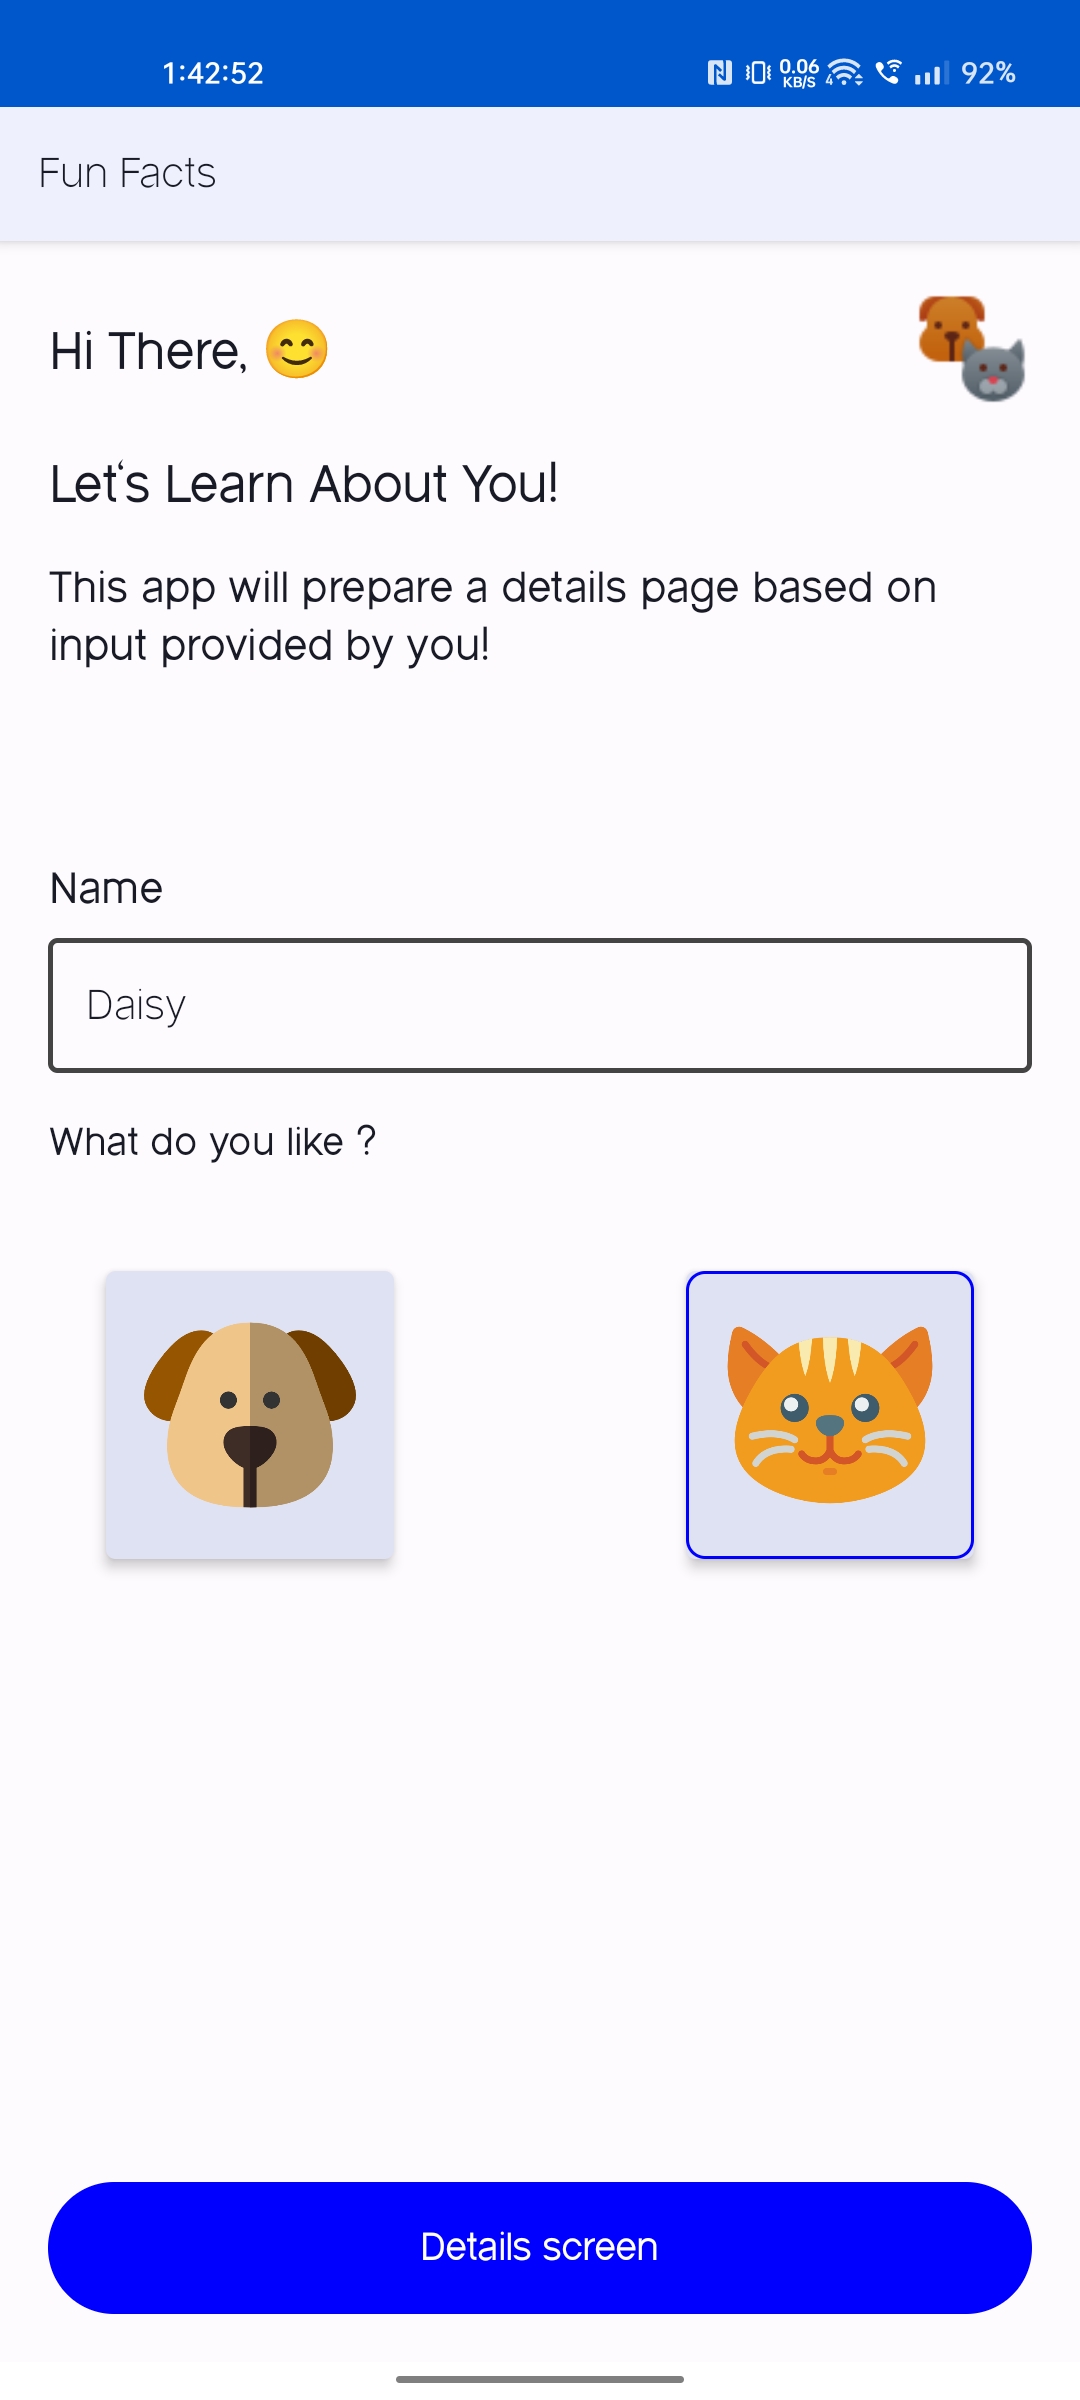 1:42:52 0.06 KB/S 4 92%
Fun Facts
Hi There, 😊
Let‘s Learn About You!
This app will prepare a details page based on
input provided by you!
Name
Daisy
What do you like ?
Details screen